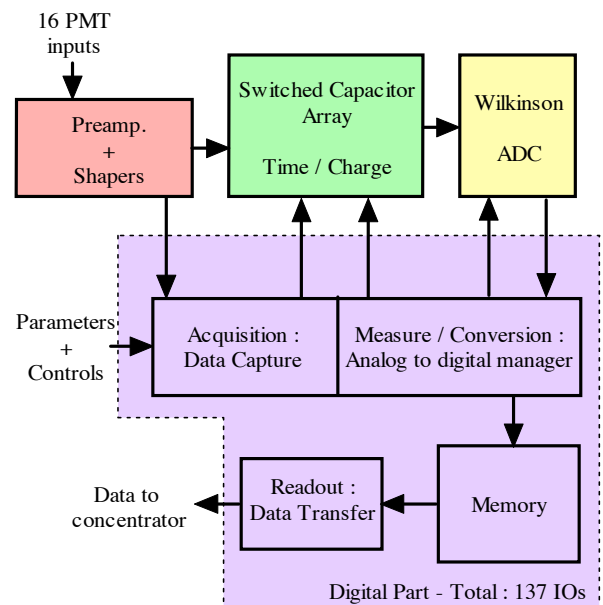 16 PMT
inputs
Preamp.
+
Shapers
Switched Capacitor
Array
Time / Charge
Wilkinson
ADC
Parameters
+
Controls
Acquisition :
Data Capture
Measure / Conversion :
Analog to digital manager
Data to
concentrator
Readout :
Data Transfer
Memory
Digital Part - Total : 137 IOs